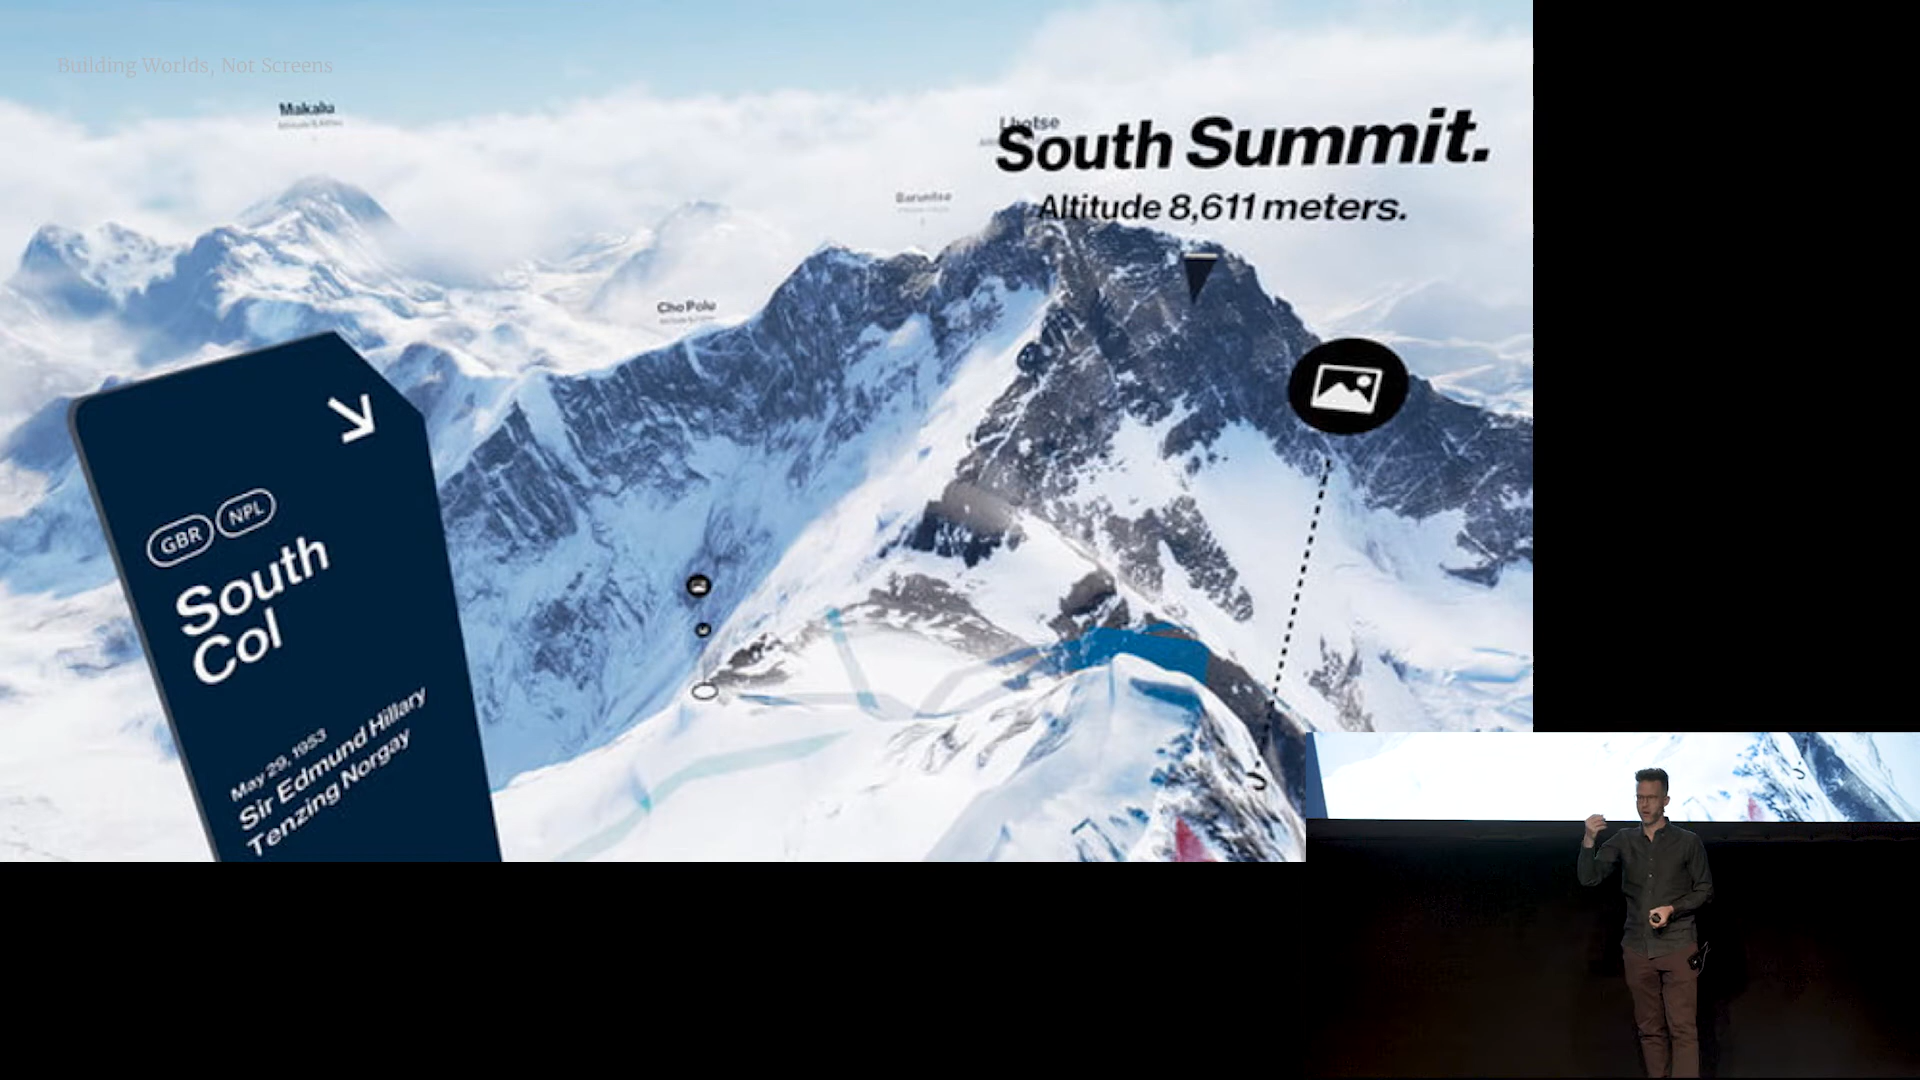 Building Worlds, Not Screens
Makalu
Lhotse
South Summit.
Altitude 8,611 meters.
Baruntse
Cho Polu
GBR NPL
South
Col
May 29, 1953
Sir Edmund Hillary
Tenzing Norgay